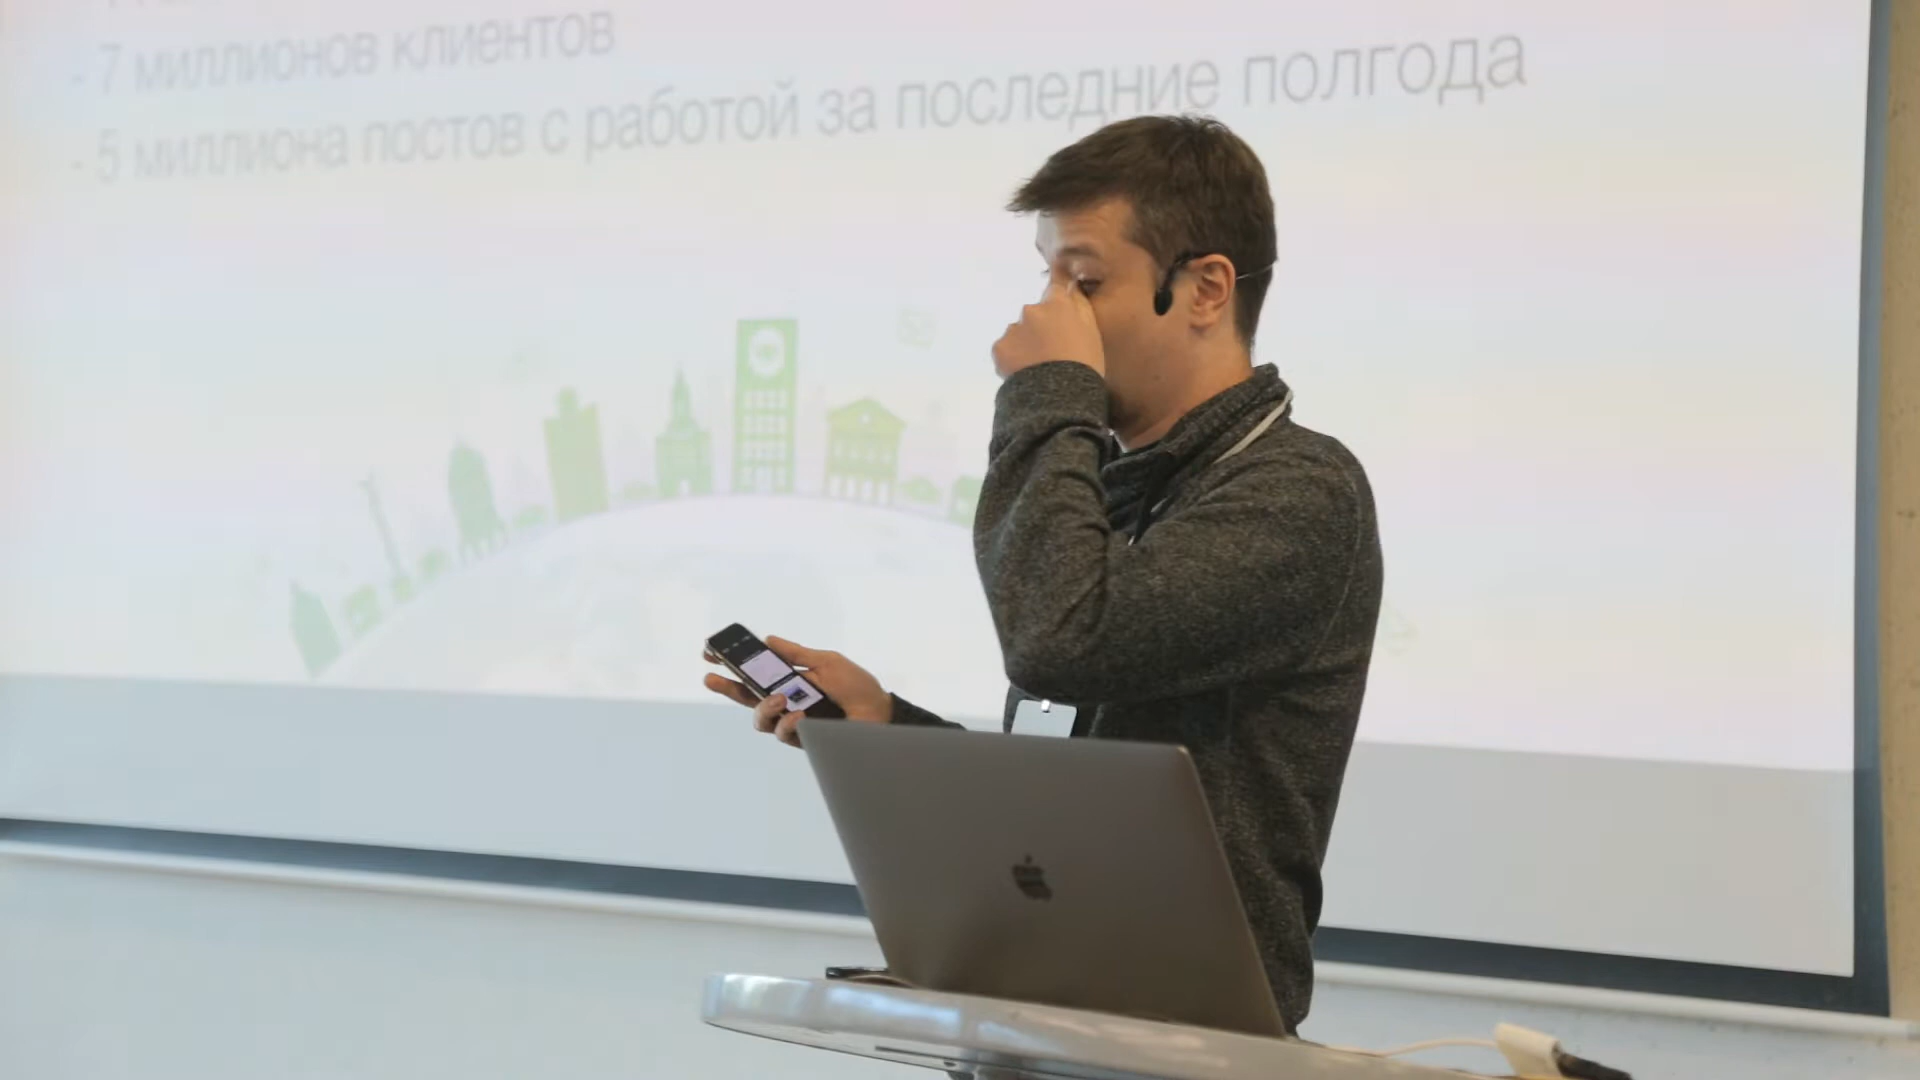 - 7 миллионов клиентов
- 5 миллиона постов с работой за последние полгода